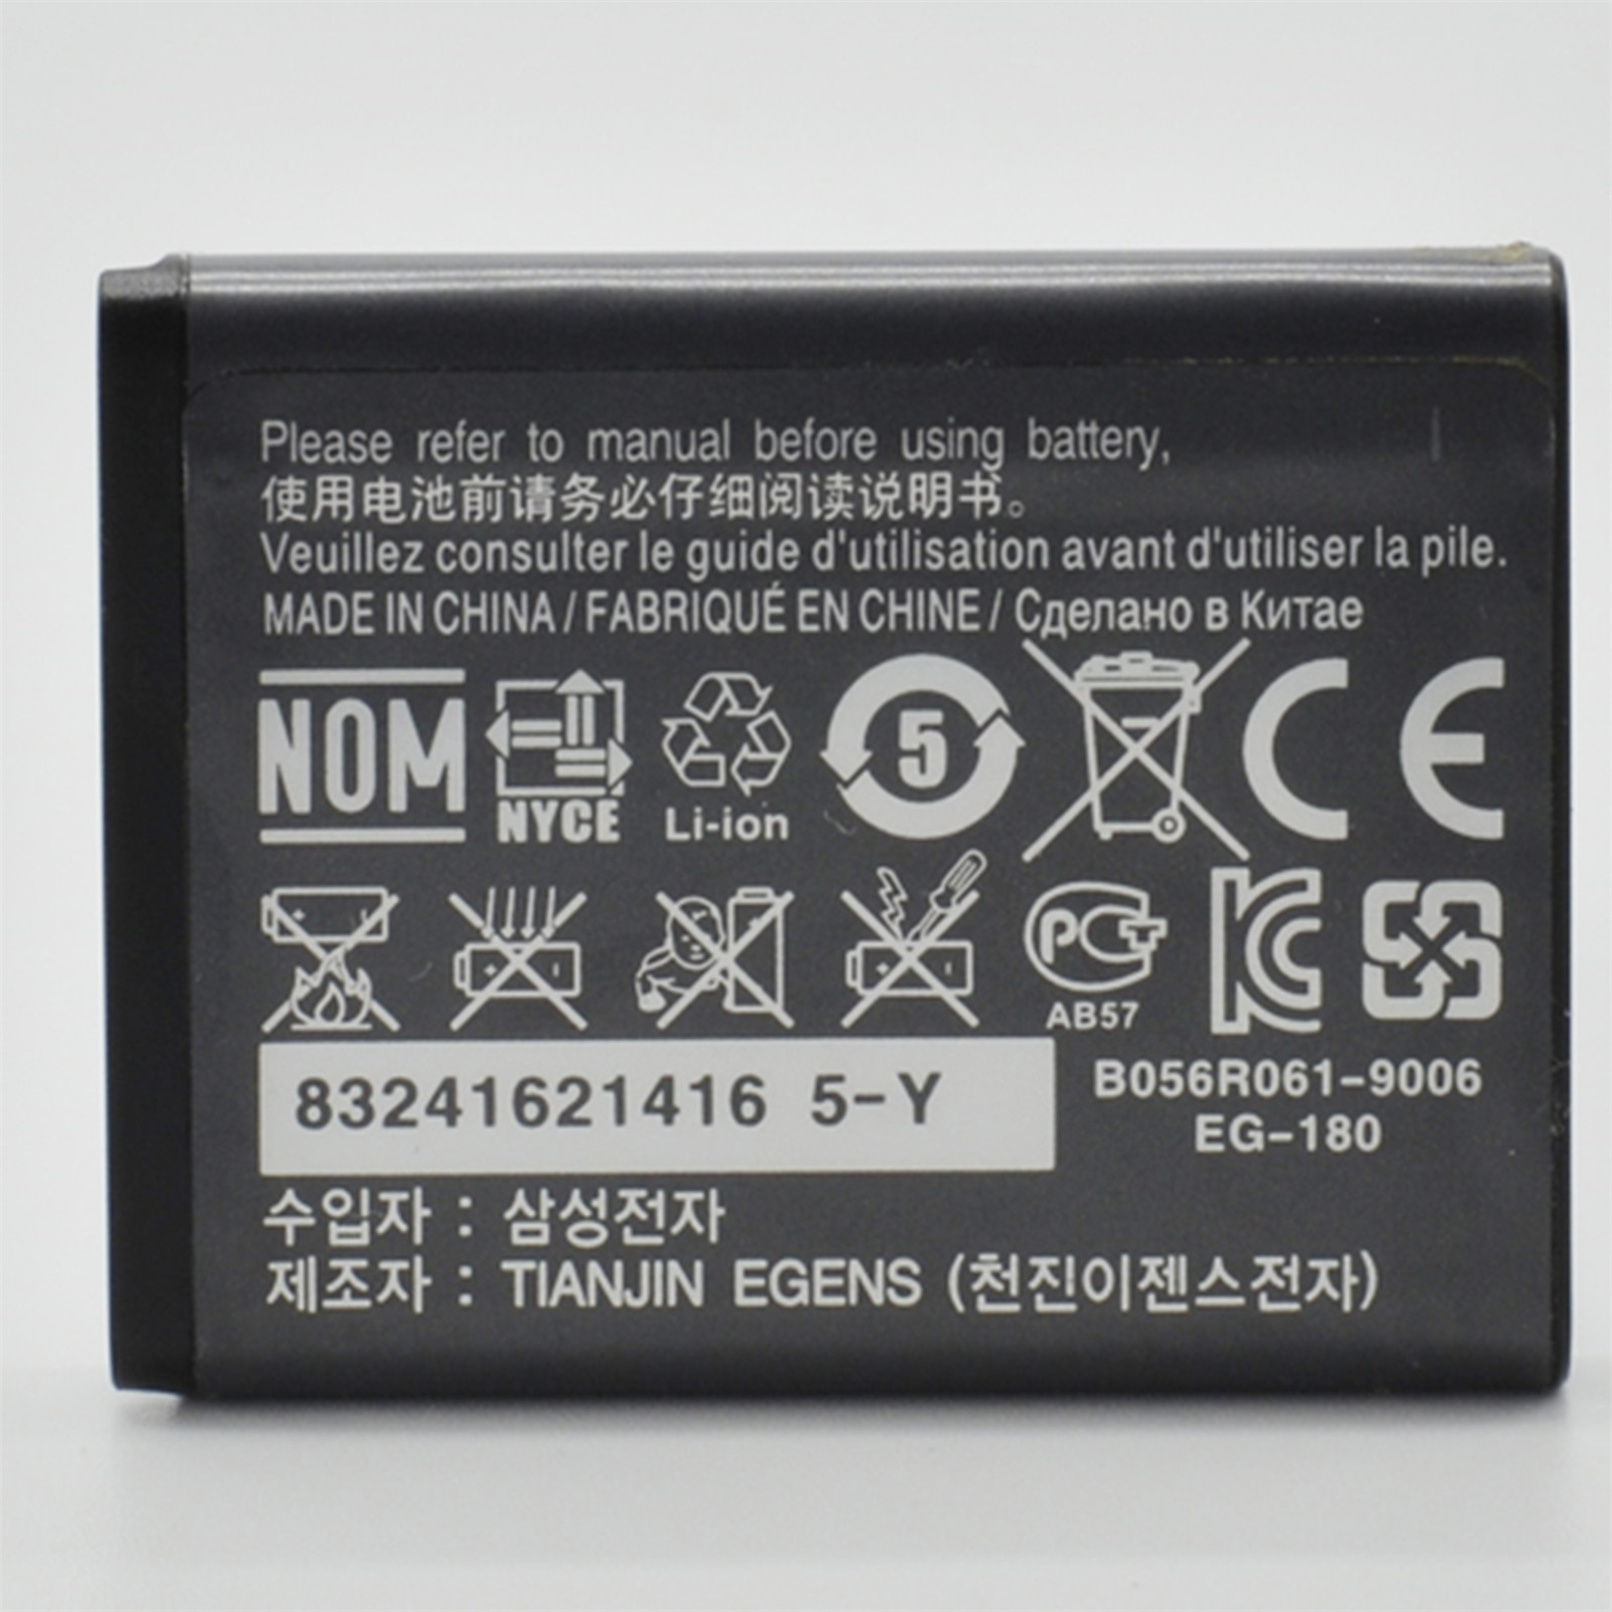 Please refer to manual before using battery,
使用电池前请务必仔细阅读说明书。
Veuillez consulter le guide d'utilisation avant d'utiliser la pile.
MADE IN CHINA / FABRIQUÉ EN CHINE / Сделано в Китае
NOM NYCE Li-ion 5 CE
PCT AB57 KC
83241621416 5-Y
B056R061-9006
EG-180
수입자 : 삼성전자
제조자 : TIANJIN EGENS (천진이젠스전자)